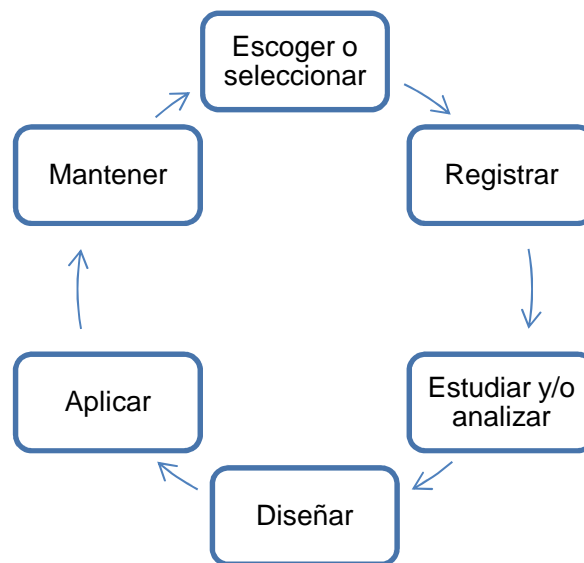 Escoger o
seleccionar
Registrar
Estudiar y/o
analizar
Diseñar
Aplicar
Mantener